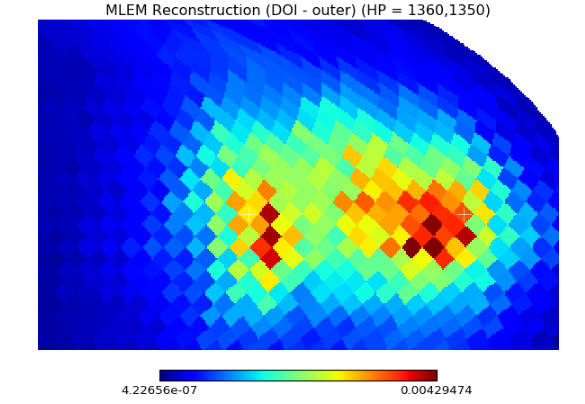 MLEM Reconstruction (DOI - outer) (HP = 1360,1350)
4.22656e-07 0.00429474